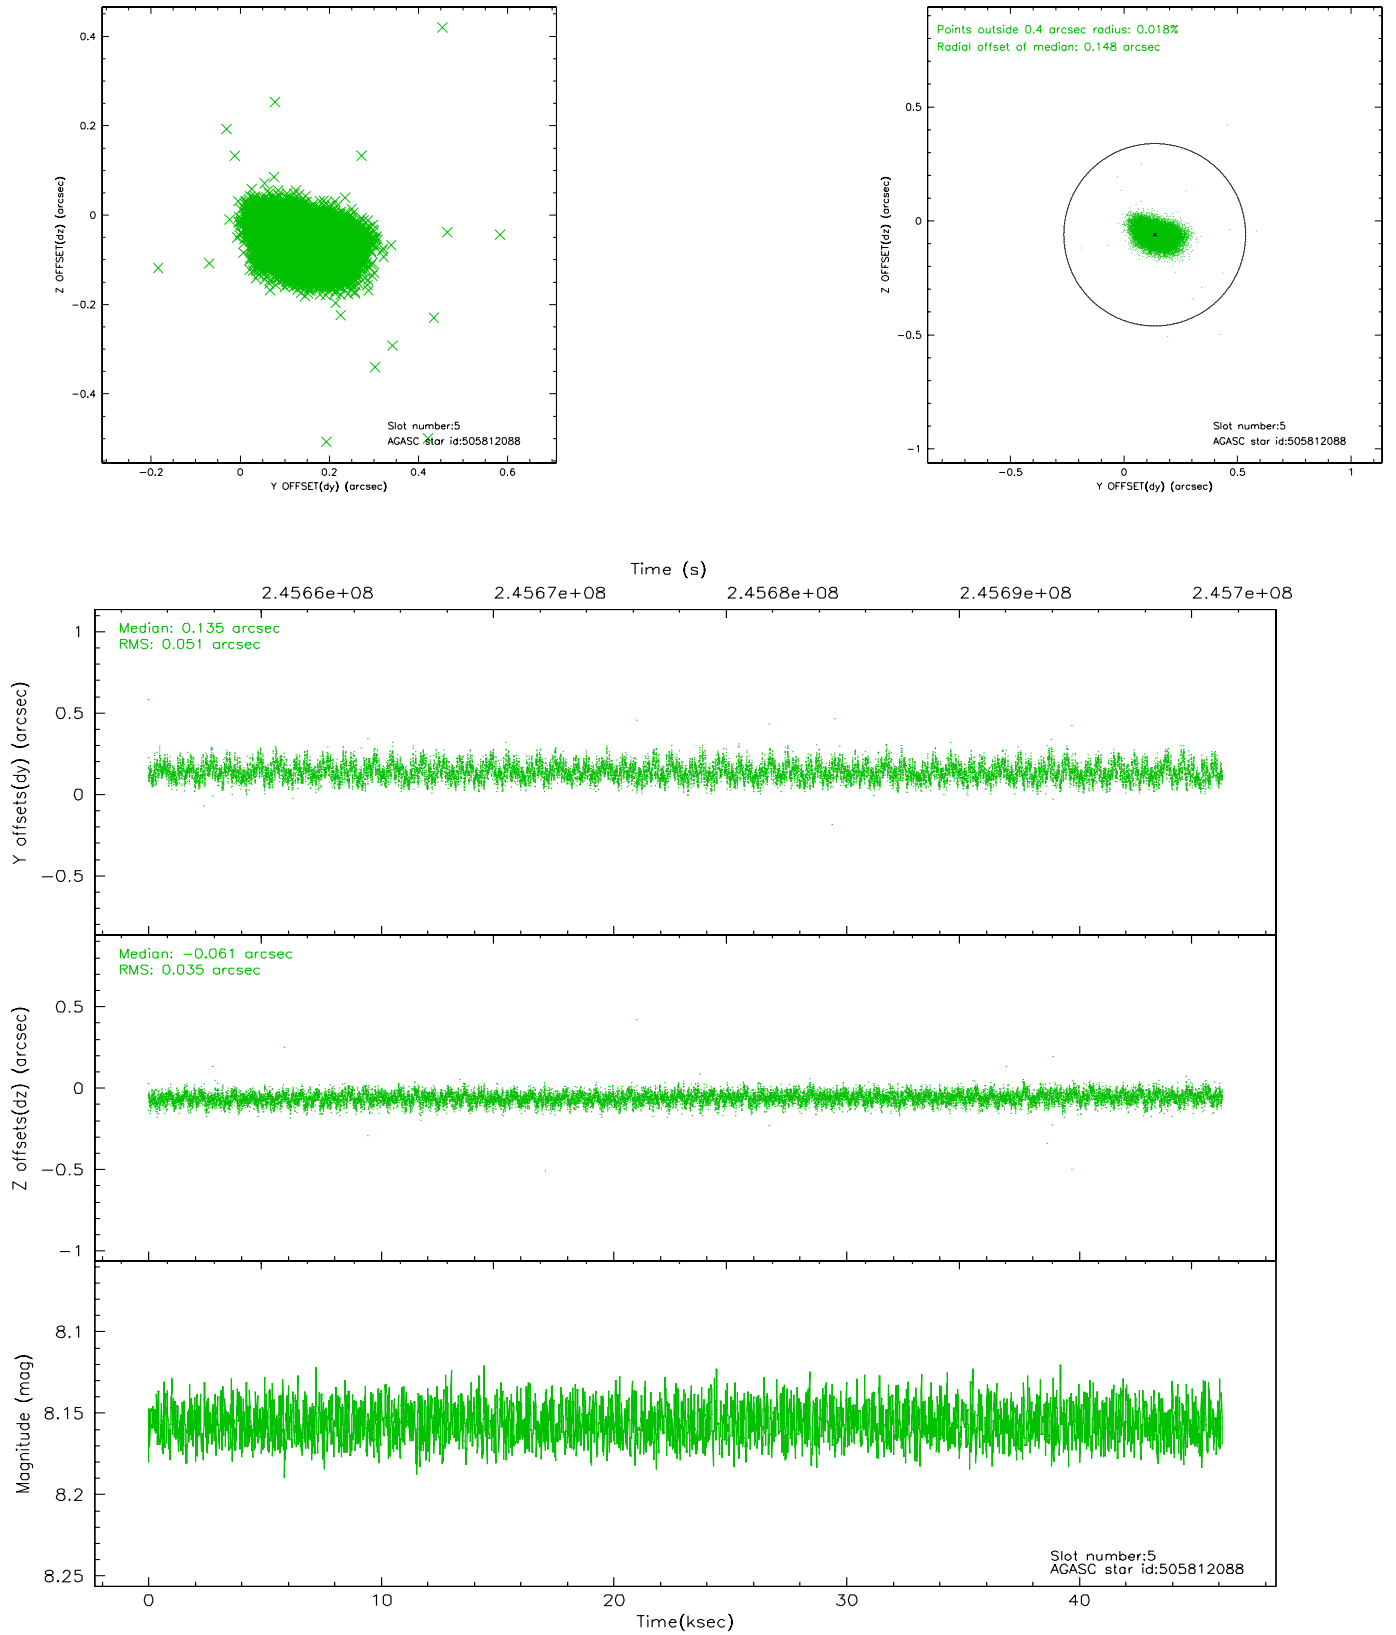 0.4
0.2
0
−0.2
−0.4
Z OFFSET(dz) (arcsec)
Slot number:5
AGASC star id:505812088
−0.2 0 0.2 0.4 0.6
Y OFFSET(dy) (arcsec)
Points outside 0.4 arcsec radius: 0.018%
Radial offset of median: 0.148 arcsec
0.5
0
−0.5
−1
Z OFFSET(dz) (arcsec)
Slot number:5
AGASC star id:505812088
−0.5 0 0.5 1
Y OFFSET(dy) (arcsec)
Time (s)
2.4566e+08 2.4567e+08 2.4568e+08 2.4569e+08 2.457e+08
Median: 0.135 arcsec
RMS: 0.051 arcsec
1
0.5
0
−0.5
Y offsets(dy) (arcsec)
Median: −0.061 arcsec
RMS: 0.035 arcsec
0.5
0
−0.5
−1
Z offsets(dz) (arcsec)
8.1
8.15
8.2
8.25
Magnitude (mag)
Slot number:5
AGASC star id:505812088
0 10 20 30 40
Time(ksec)